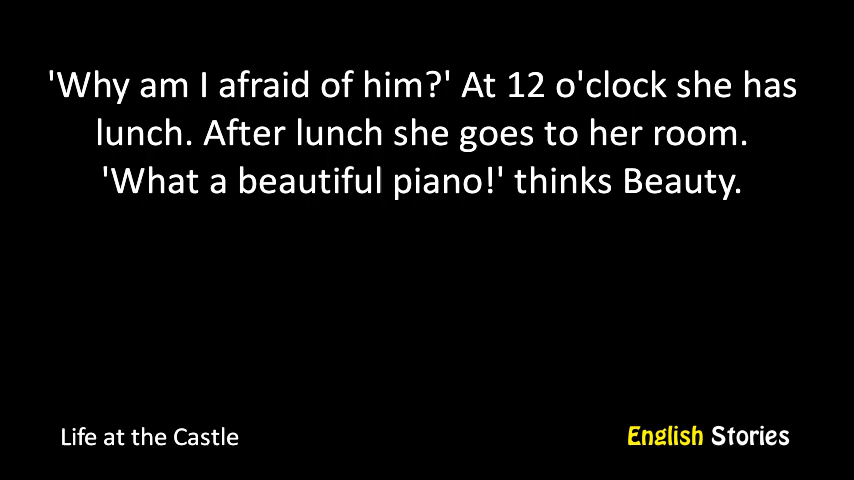 'Why am I afraid of him?' At 12 o'clock she has
lunch. After lunch she goes to her room.
'What a beautiful piano!' thinks Beauty.
Life at the Castle
English Stories